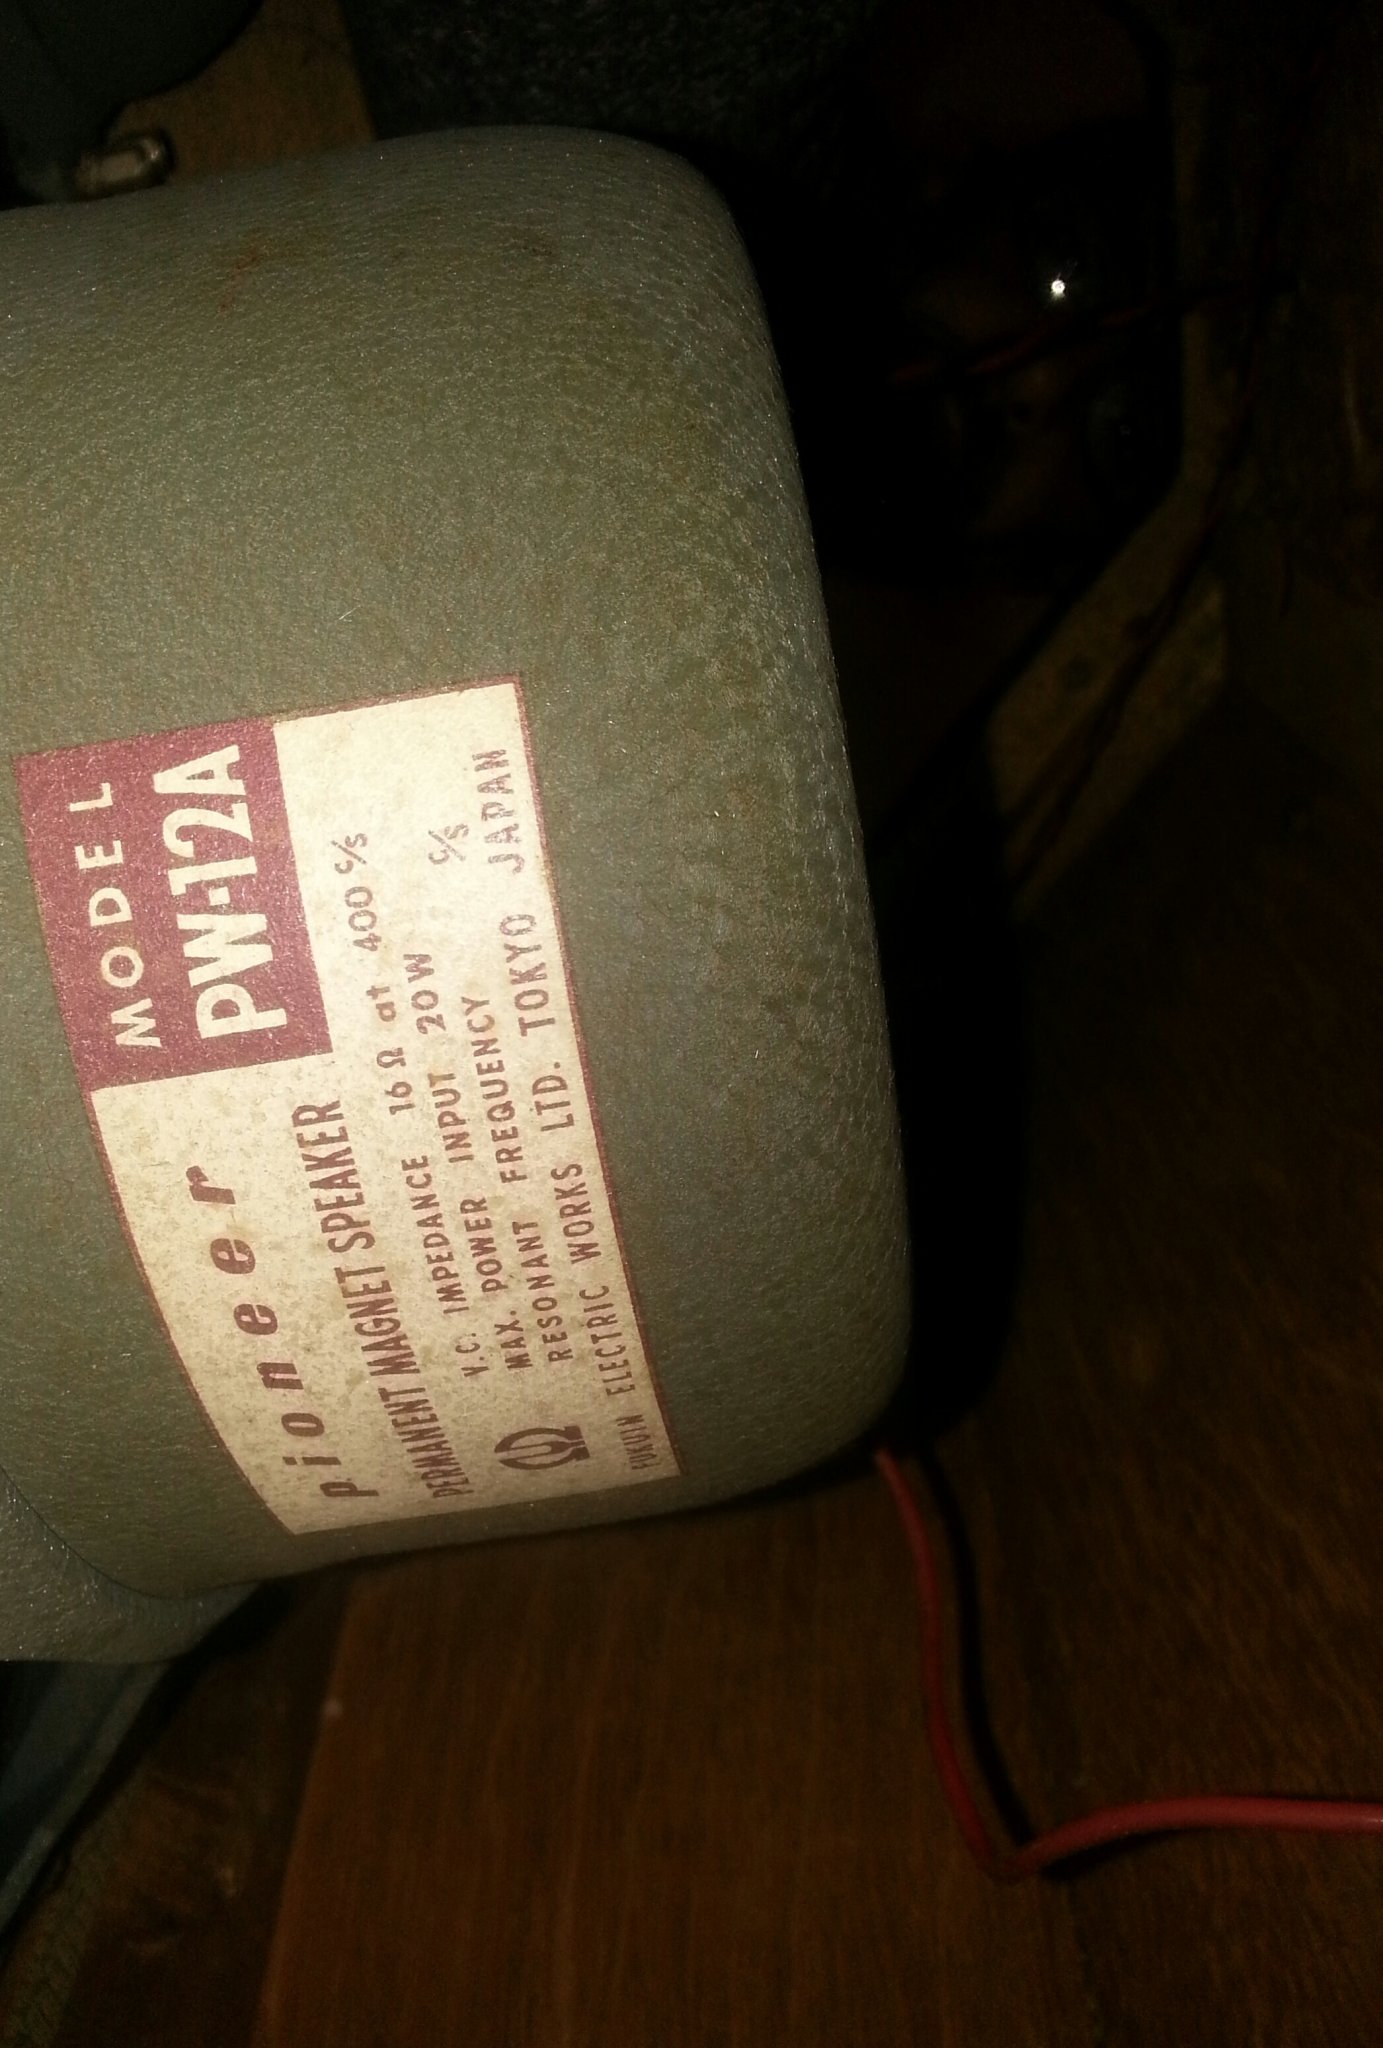 pioneer
MODEL
PW-12A
PERMANENT MAGNET SPEAKER
V.C. IMPEDANCE 16 Ω at 400 c/s
MAX. POWER INPUT 20W
RESONANT FREQUENCY c/s
FUKUIN ELECTRIC WORKS LTD. TOKYO JAPAN